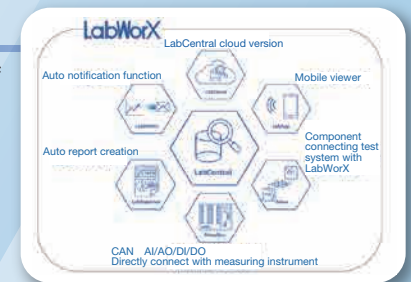 LabWorX
LabCentral cloud version
Auto notification function
Mobile viewer
LabCentral
Component
connecting test
system with
LabWorX
Auto report creation
CAN AI/AO/DI/DO
Directly connect with measuring instrument